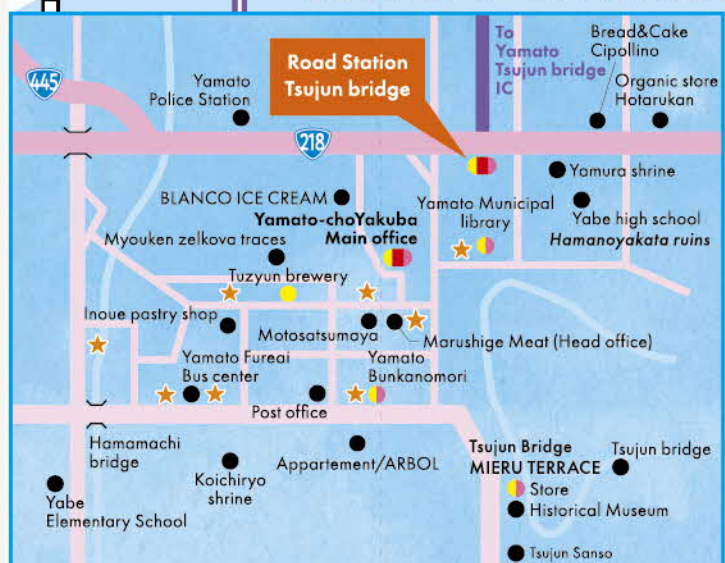 To
Yamato
Tsujun bridge
IC
Bread&Cake
Cipollino
Organic store
Hotarukan
Road Station
Tsujun bridge
445
Yamato
Police Station
218
BLANCO ICE CREAM
Yamura shrine
Yamato-choYakuba
Main office
Yamato Municipal
library
Yabe high school
Hamanoyakata ruins
Myouken zelkova traces
Tuzyun brewery
Inoue pastry shop
Motosatsumaya
Marushige Meat (Head office)
Yamato Fureai
Bus center
Yamato
Bunkanomori
Post office
Hamamachi
bridge
Koichiryo
shrine
Appartement/ARBOL
Tsujun Bridge
MIERU TERRACE
Store
Historical Museum
Tsujun bridge
Yabe
Elementary School
Tsujun Sanso